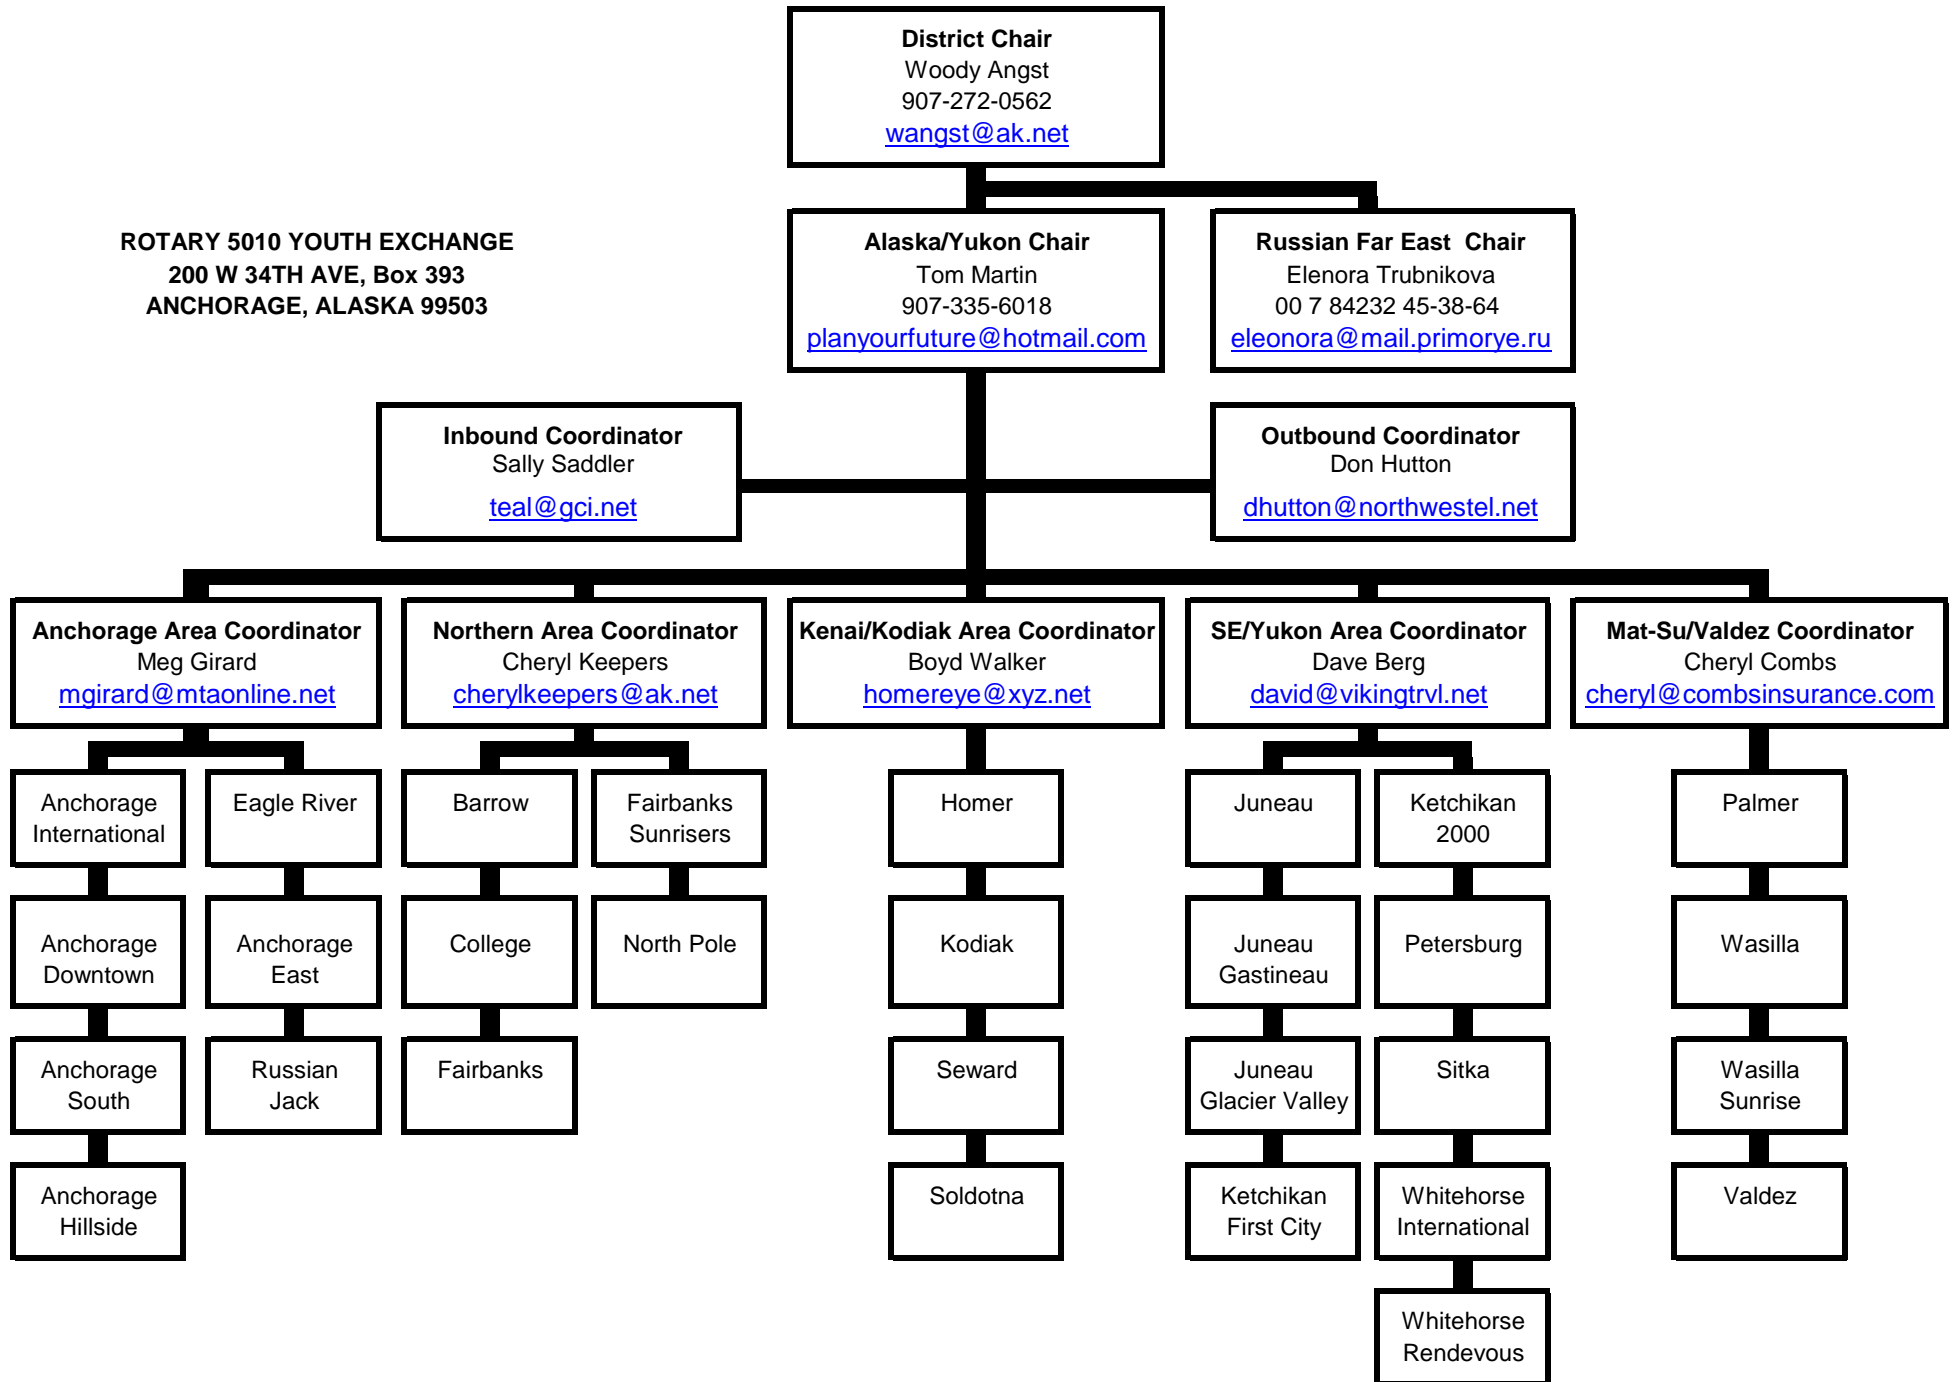 District Chair
Woody Angst
907-272-0562
wangst@ak.net
ROTARY 5010 YOUTH EXCHANGE
200 W 34TH AVE, Box 393
ANCHORAGE, ALASKA 99503
Alaska/Yukon Chair
Tom Martin
907-335-6018
planyourfuture@hotmail.com
Russian Far East  Chair
Elenora Trubnikova
00 7 84232 45-38-64
eleonora@mail.primorye.ru
Inbound Coordinator
Sally Saddler
teal@gci.net
Outbound Coordinator
Don Hutton
dhutton@northwestel.net
Anchorage Area Coordinator
Meg Girard
mgirard@mtaonline.net
Northern Area Coordinator
Cheryl Keepers
cherylkeepers@ak.net
Kenai/Kodiak Area Coordinator
Boyd Walker
homereye@xyz.net
SE/Yukon Area Coordinator
Dave Berg
david@vikingtrvl.net
Mat-Su/Valdez Coordinator
Cheryl Combs
cheryl@combsinsurance.com
Anchorage
International
Anchorage
Downtown
Anchorage
South
Anchorage
Hillside
Eagle River
Anchorage
East
Russian
Jack
Barrow
College
Fairbanks
Fairbanks
Sunrisers
North Pole
Homer
Kodiak
Seward
Soldotna
Juneau
Juneau
Gastineau
Juneau
Glacier Valley
Ketchikan
First City
Ketchikan
2000
Petersburg
Sitka
Whitehorse
International
Whitehorse
Rendevous
Palmer
Wasilla
Wasilla
Sunrise
Valdez